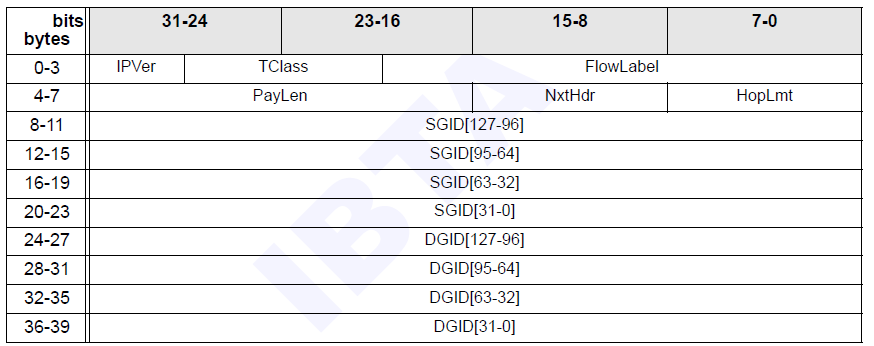 bits 31-24 23-16 15-8 7-0
bytes
0-3 IPVer TClass FlowLabel
4-7 PayLen NxtHdr HopLmt
8-11 SGID[127-96]
12-15 SGID[95-64]
16-19 SGID[63-32]
20-23 SGID[31-0]
24-27 DGID[127-96]
28-31 DGID[95-64]
32-35 DGID[63-32]
36-39 DGID[31-0]
IBTA